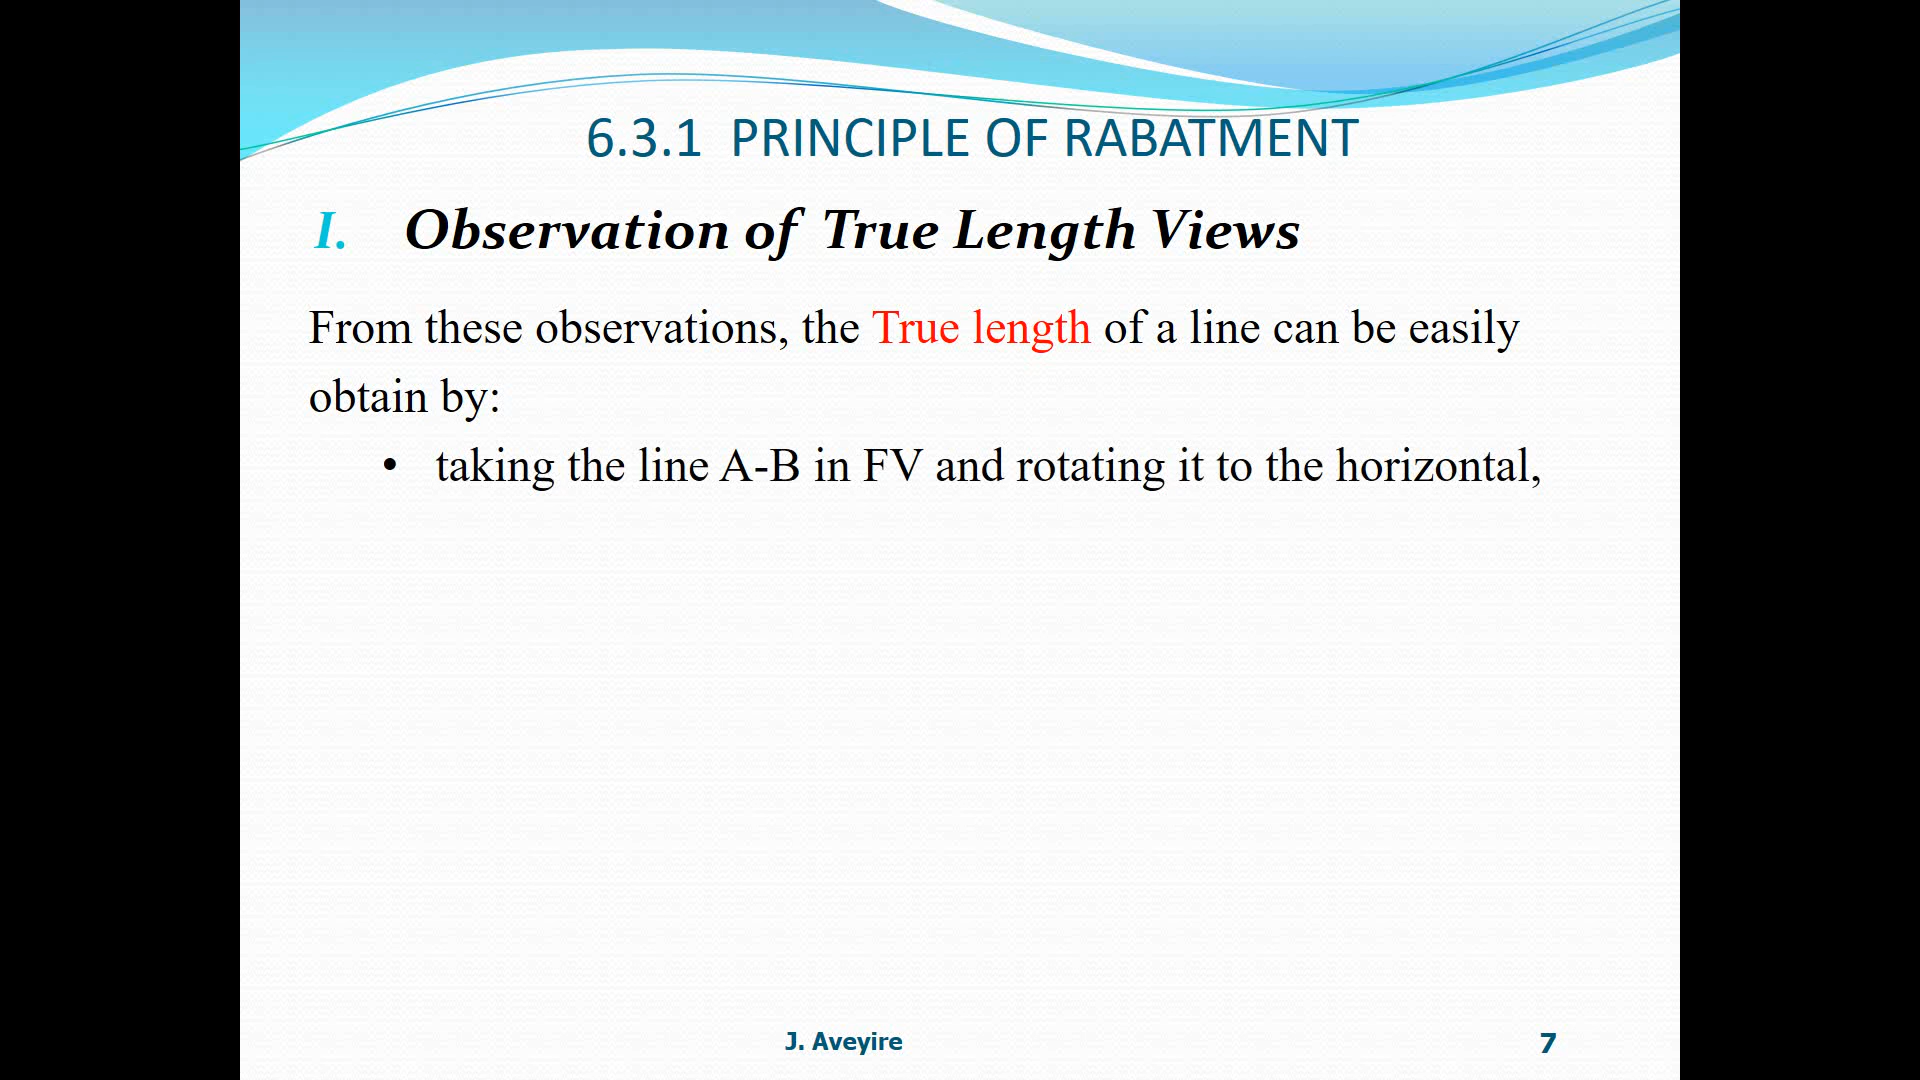 6.3.1 PRINCIPLE OF RABATMENT
I. Observation of True Length Views
From these observations, the True length of a line can be easily
obtain by:
• taking the line A-B in FV and rotating it to the horizontal,
J. Aveyire
7